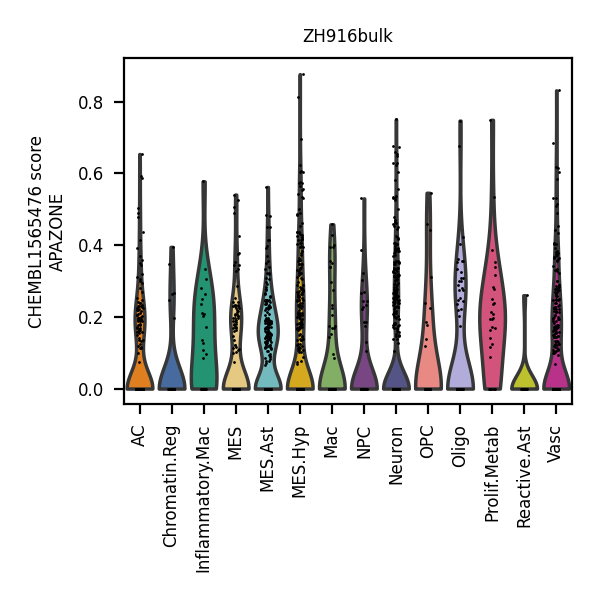 ZH916bulk
CHEMBL1565476 score
APAZONE
0.8
0.6
0.4
0.2
0.0
AC
Chromatin.Reg
Inflammatory.Mac
MES
MES.Ast
MES.Hyp
Mac
NPC
Neuron
OPC
Oligo
Prolif.Metab
Reactive.Ast
Vasc